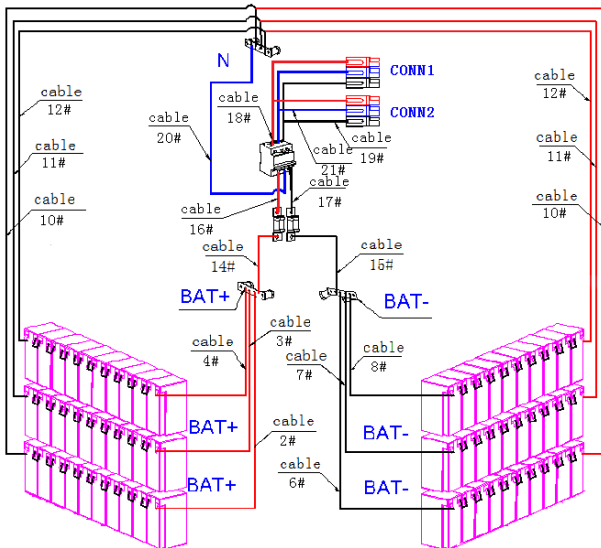 N
CONN1
CONN2
cable
12#
cable
11#
cable
10#
cable
20#
cable
18#
cable
19#
cable
21#
cable
17#
cable
16#
cable
12#
cable
11#
cable
10#
cable
14#
cable
15#
BAT+
BAT-
cable
4#
cable
3#
cable
7#
cable
8#
BAT+
cable
2#
BAT-
BAT+
cable
6#
BAT-